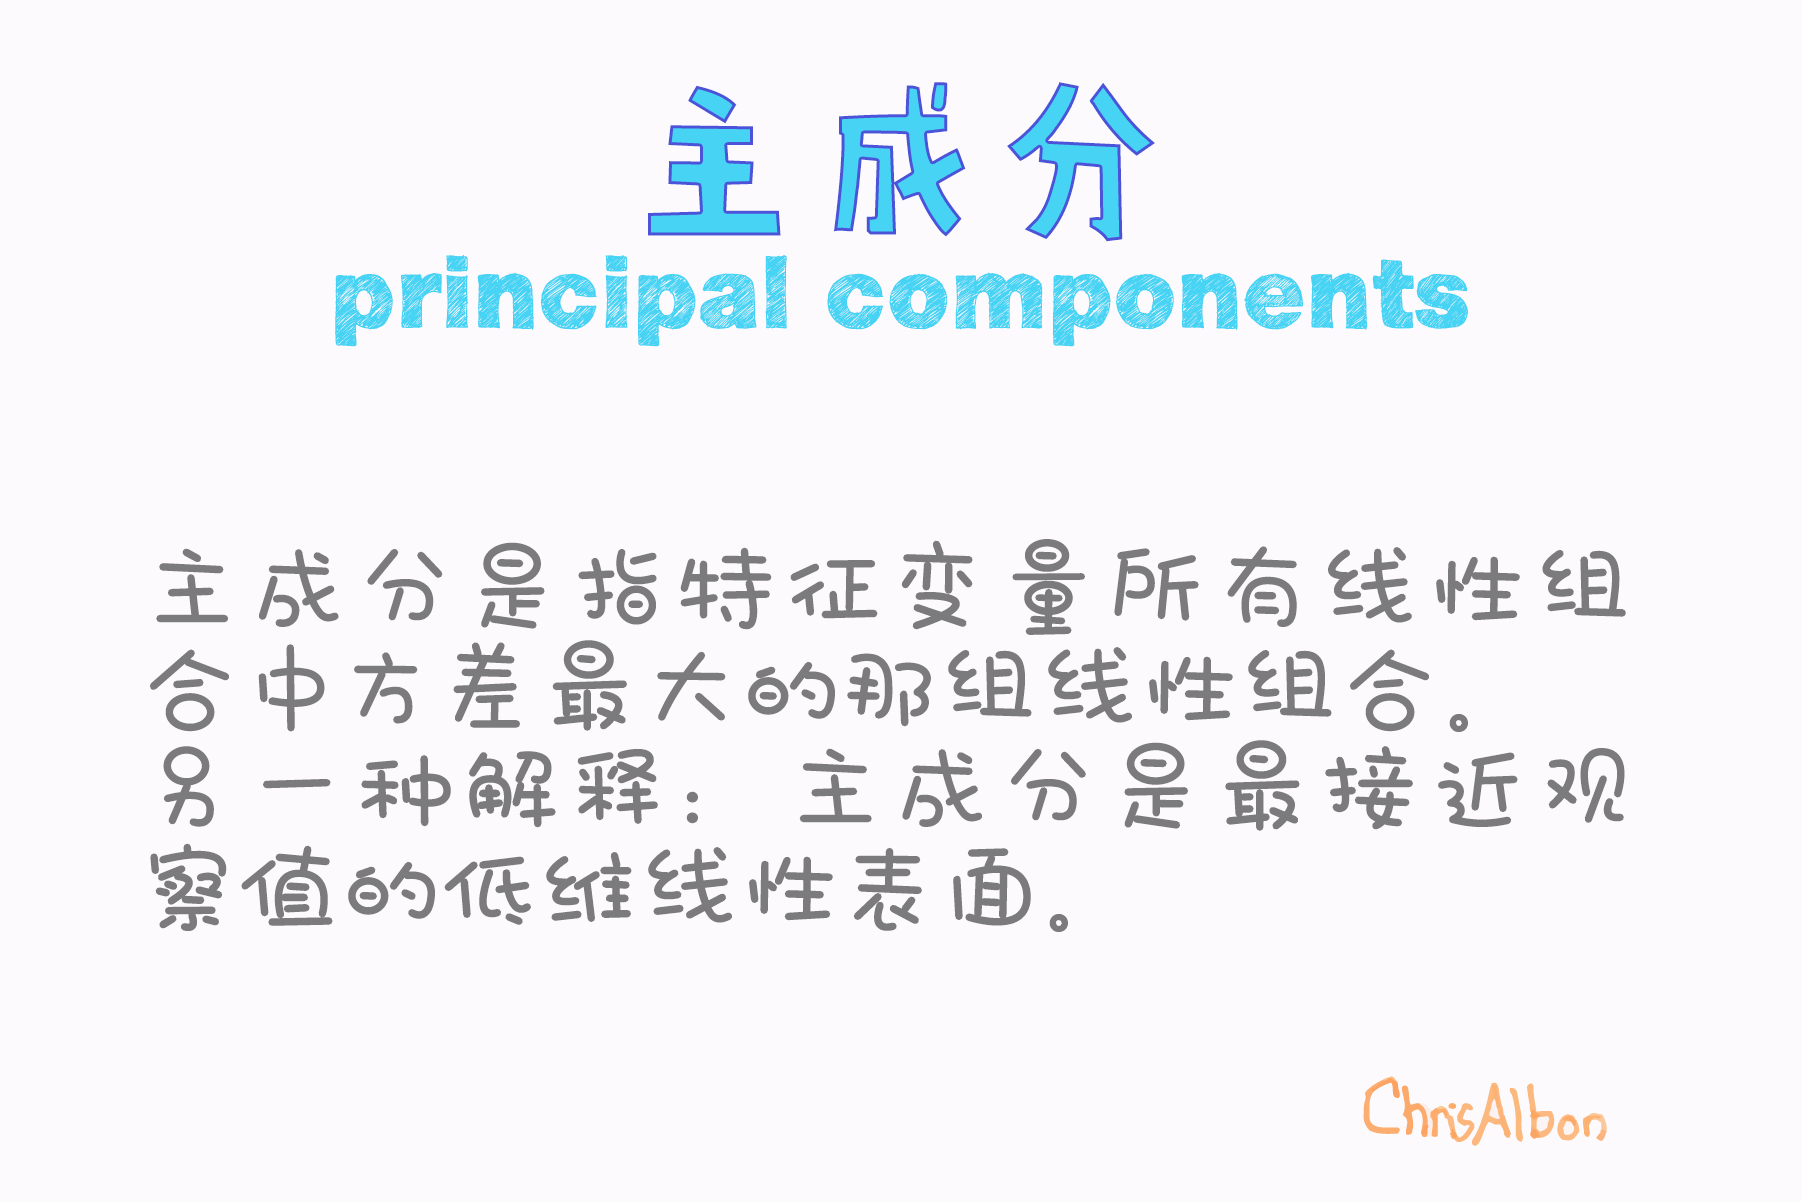 主成分
principal components
主成分是指特征变量所有线性组
合中方差最大的那组线性组合。
另一种解释：主成分是最接近观
察值的低维线性表面。
ChrisAlbon